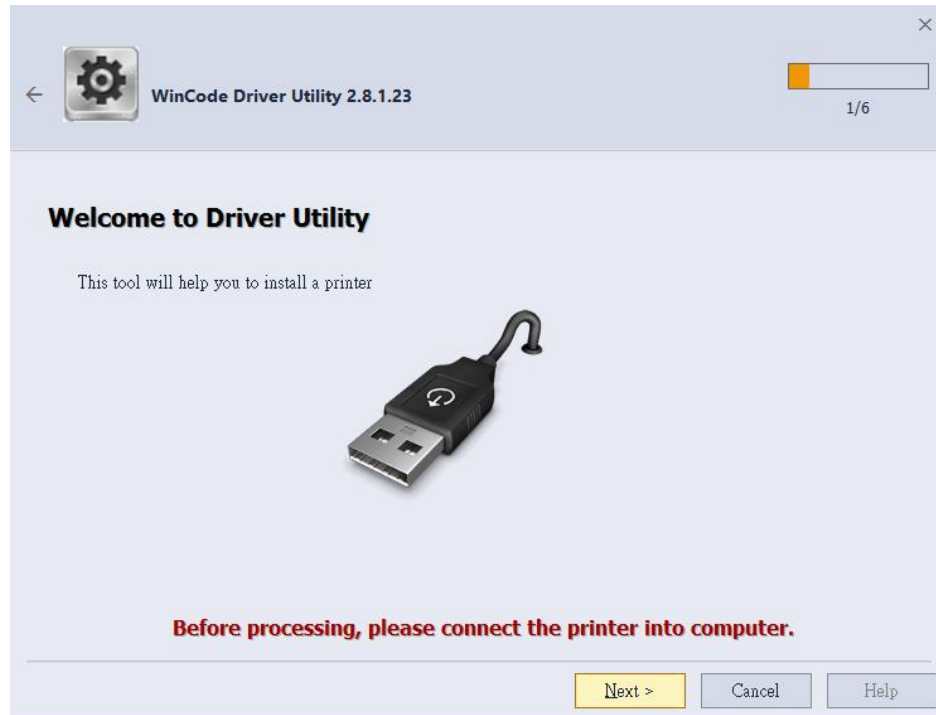 WinCode Driver Utility 2.8.1.23
1/6
Welcome to Driver Utility
This tool will help you to install a printer
Before processing, please connect the printer into computer.
Next >
Cancel
Help